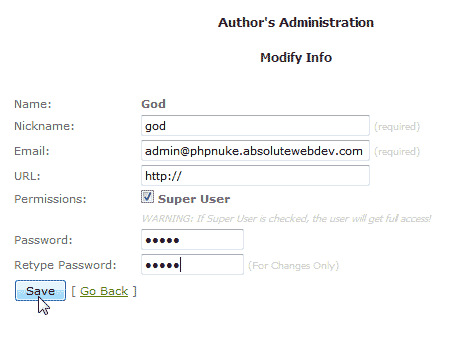 Author's Administration
Modify Info
Name: God
Nickname: god (required)
Email: admin@phpnuke.absolutewebdev.com (required)
URL: http://
Permissions: Super User
WARNING: If Super User is checked, the user will get full access!
Password: •••••
Retype Password: ••••• (For Changes Only)
Save [ Go Back ]